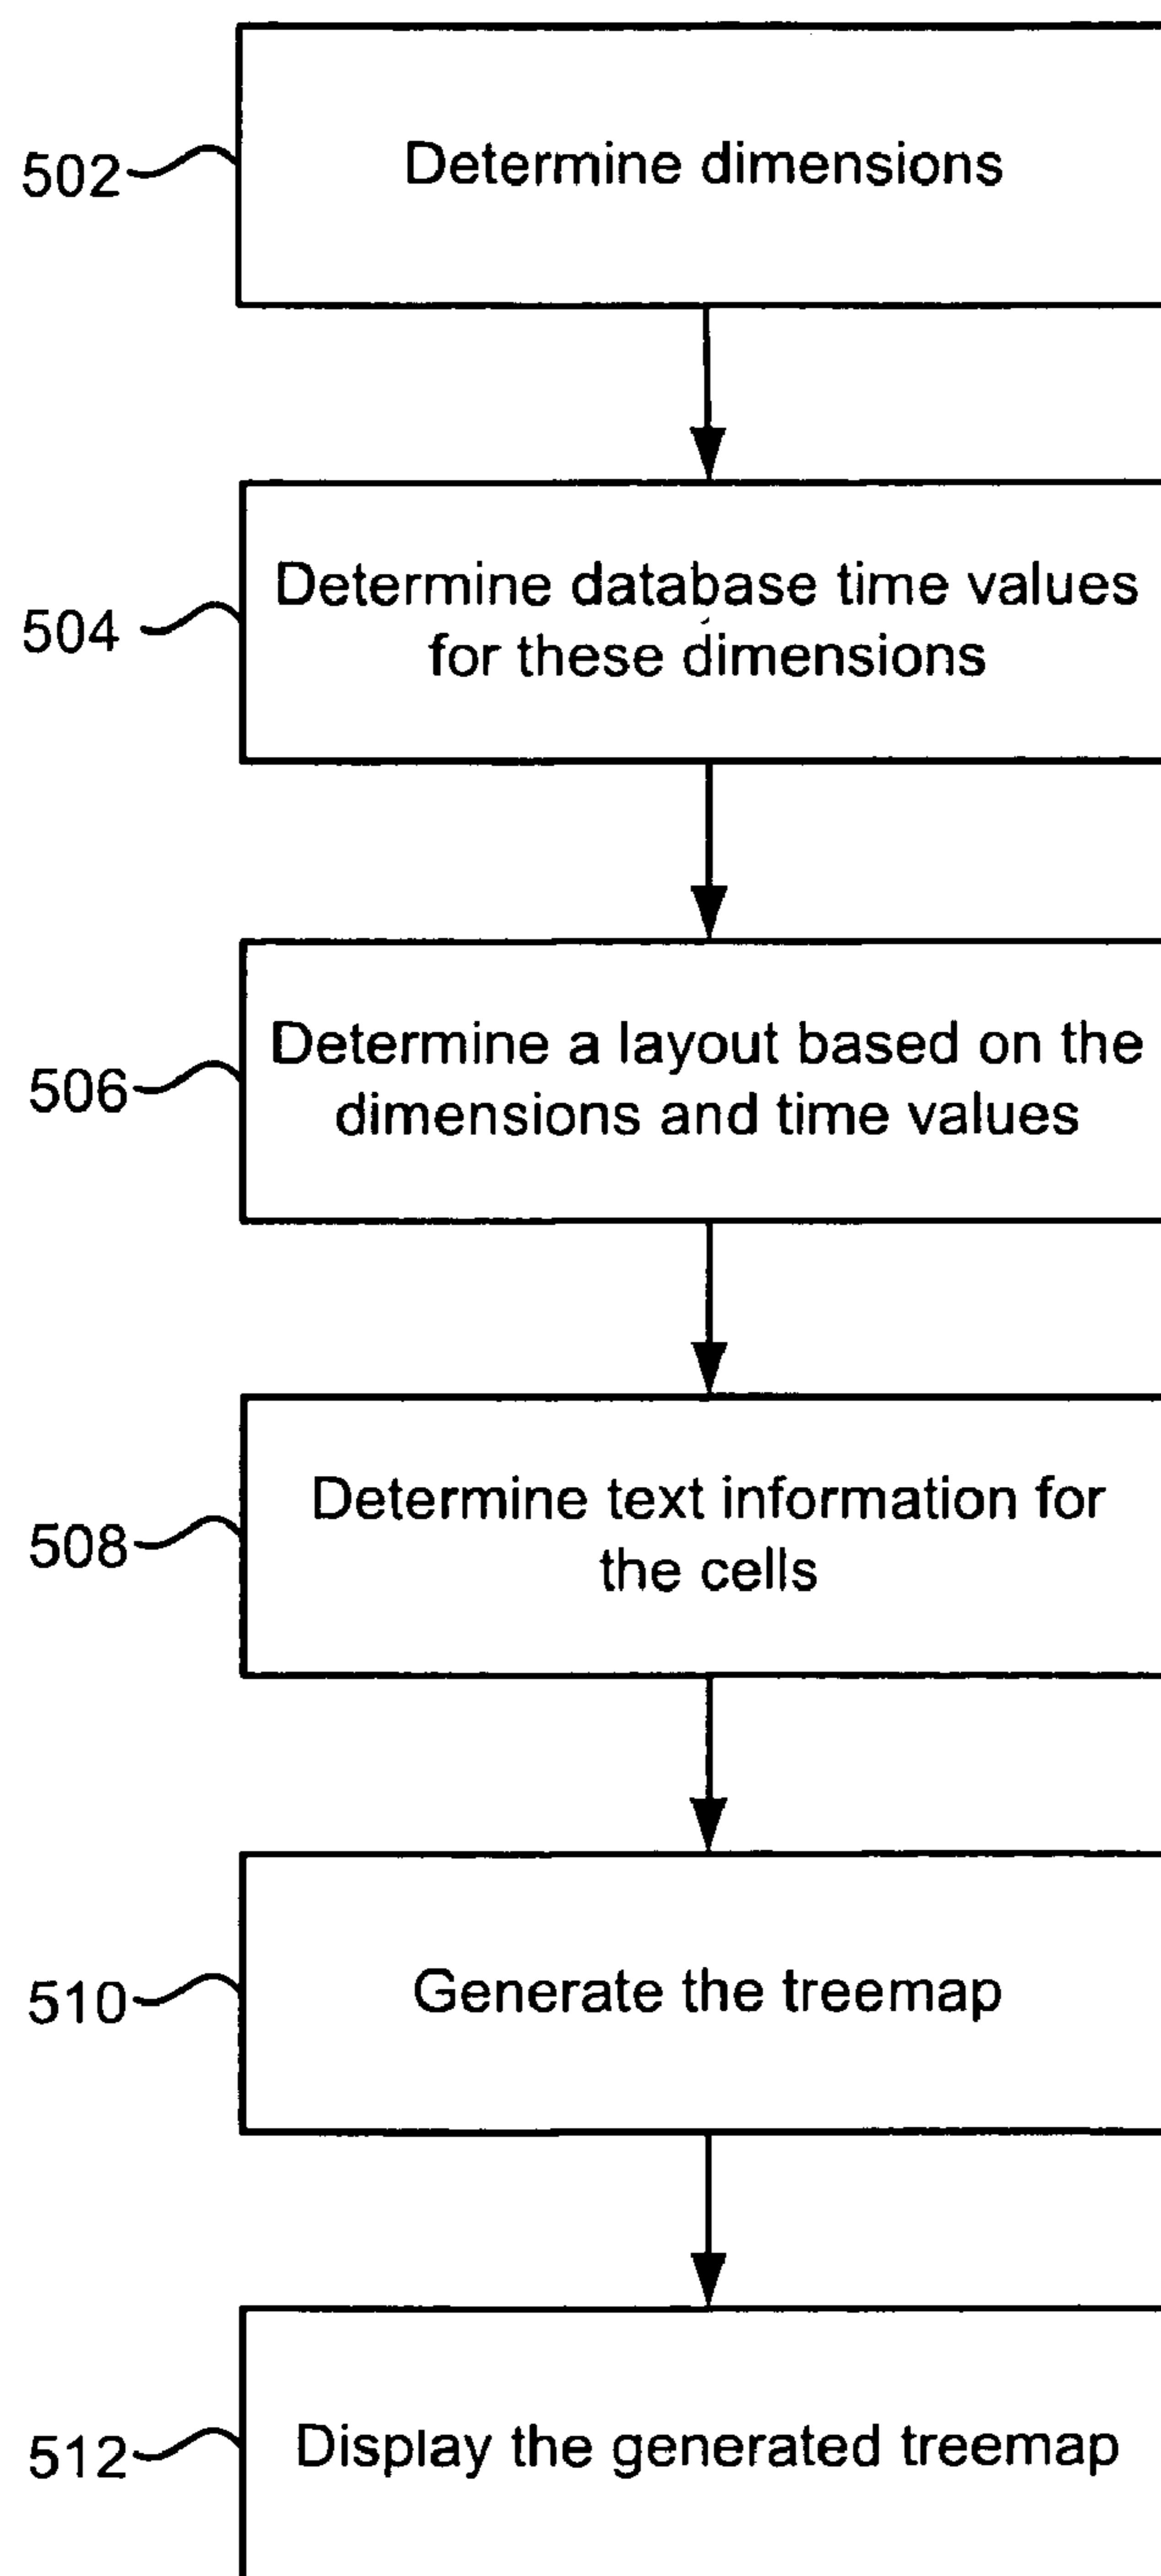 Determine dimensions
502
Determine database time values
for these dimensions
504
Determine a layout based on the
dimensions and time values
506
Determine text information for
the cells
508
Generate the treemap
510
Display the generated treemap
512